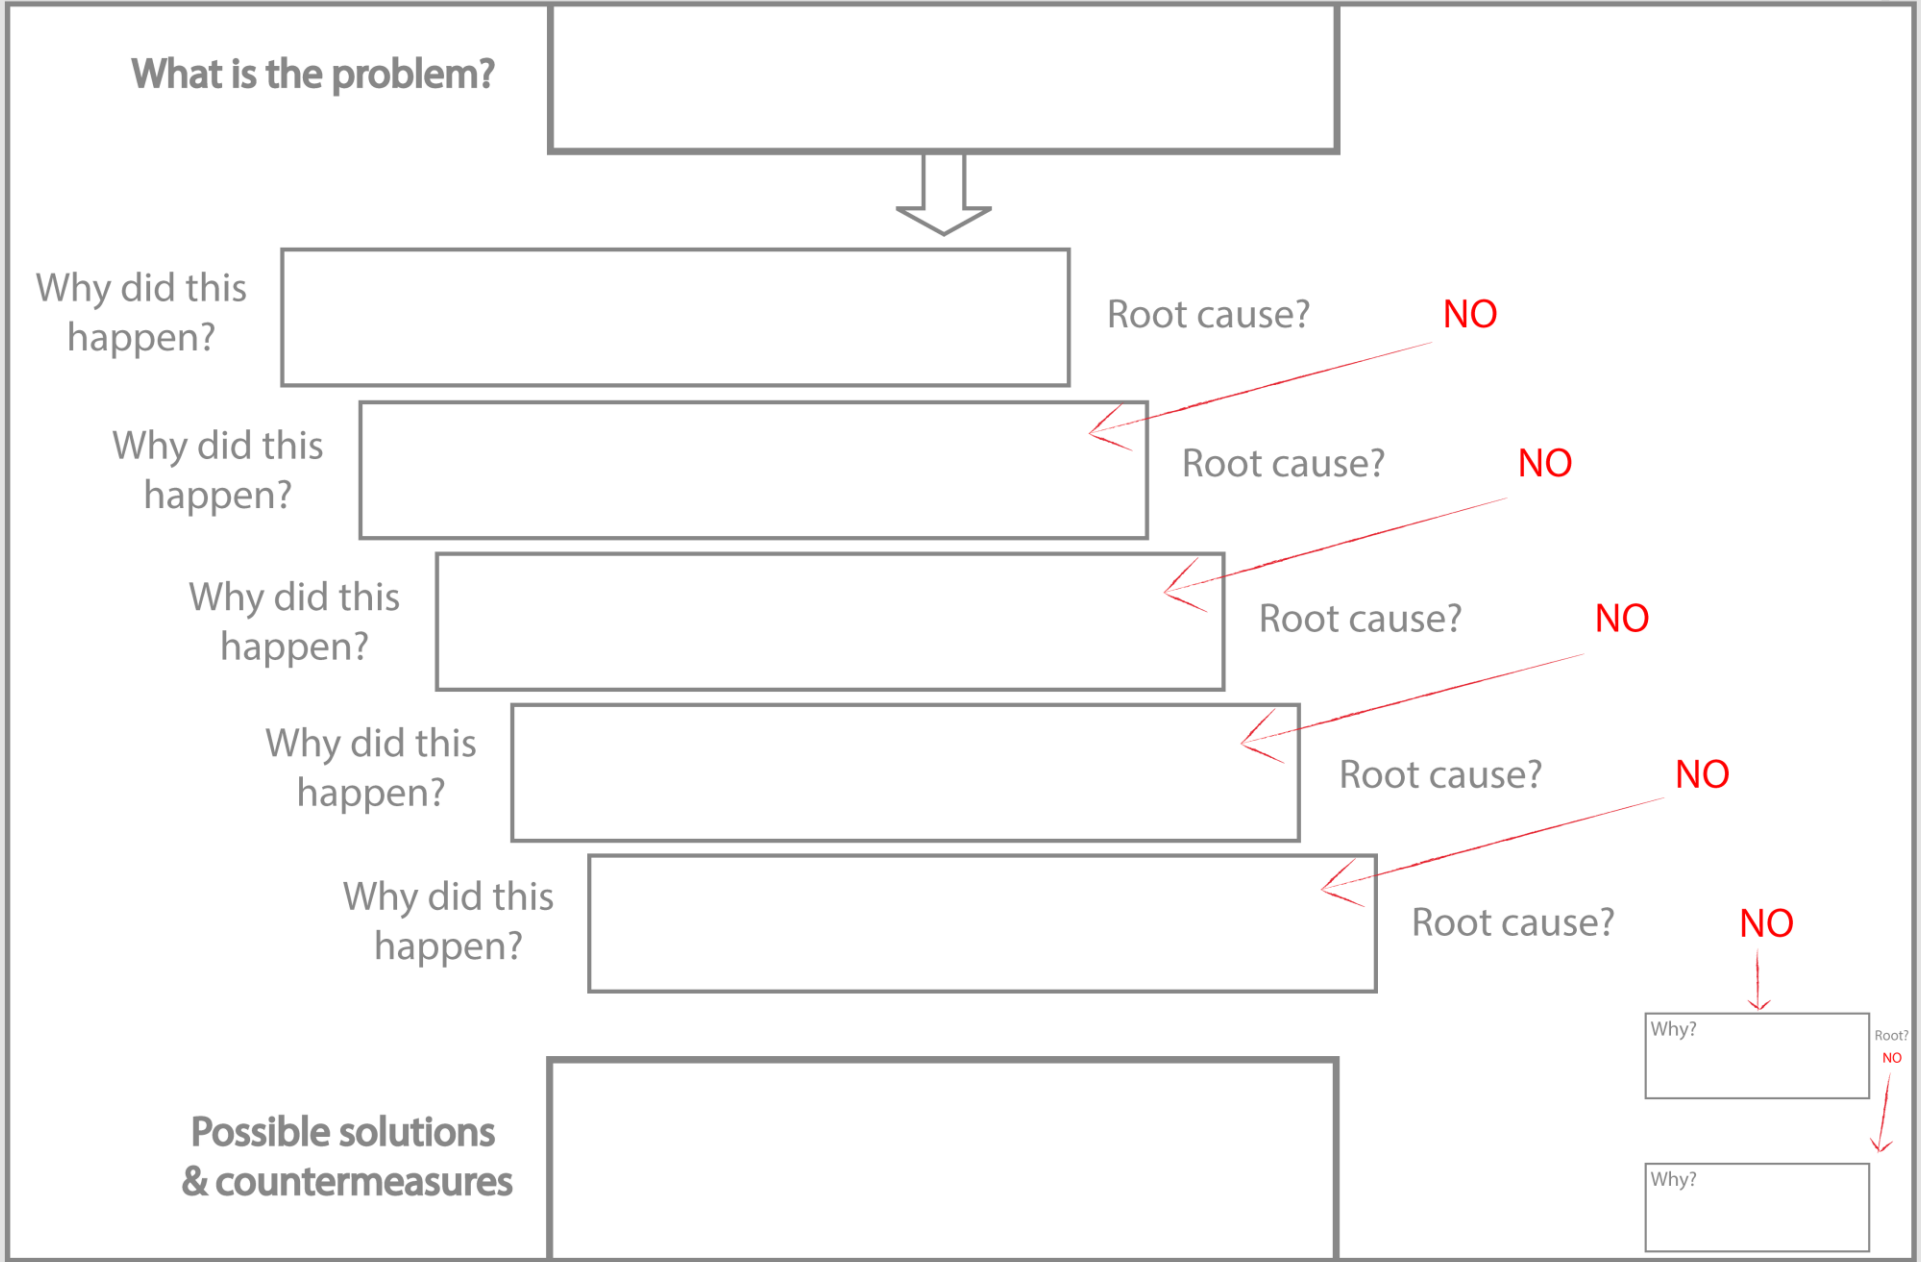 What is the problem?
Why did this
happen?
Root cause?
NO
Why did this
happen?
Root cause?
NO
Why did this
happen?
Root cause?
NO
Why did this
happen?
Root cause?
NO
Why did this
happen?
Root cause?
NO
Why?
Root?
NO
Why?
Possible solutions
& countermeasures